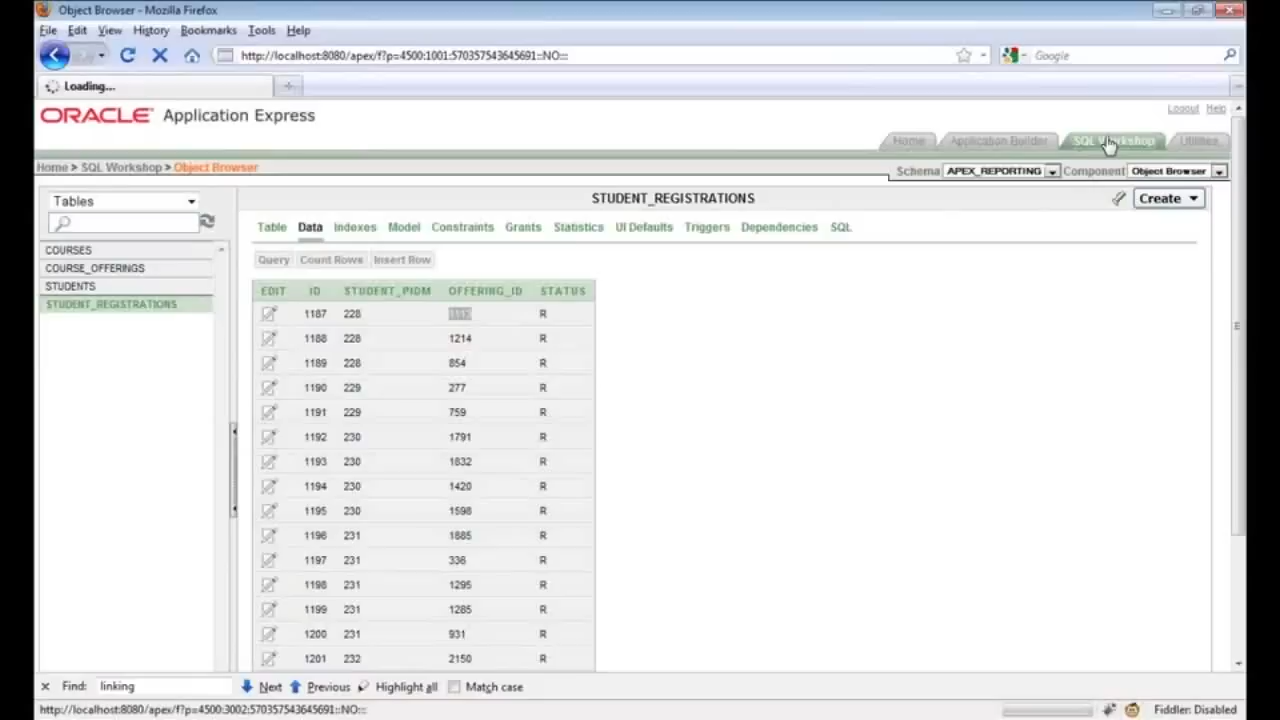 Object Browser - Mozilla Firefox
File Edit View History Bookmarks Tools Help
http://localhost:8080/apex/f?p=4500:1001:570357543645691::NO:::
Google
Loading...
ORACLE Application Express
Logout Help
Home Application Builder SQL Workshop Utilities
Home > SQL Workshop > Object Browser
Schema APEX_REPORTING Component Object Browser
Tables
STUDENT_REGISTRATIONS
Create
Table Data Indexes Model Constraints Grants Statistics UI Defaults Triggers Dependencies SQL
COURSES
COURSE_OFFERINGS
STUDENTS
STUDENT_REGISTRATIONS
Query Count Rows Insert Row
EDIT ID STUDENT_PIDM OFFERING_ID STATUS
1187 228 R
1188 228 1214 R
1189 228 854 R
1190 229 277 R
1191 229 759 R
1192 230 1791 R
1193 230 1832 R
1194 230 1420 R
1195 230 1598 R
1196 231 1885 R
1197 231 336 R
1198 231 1295 R
1199 231 1285 R
1200 231 931 R
1201 232 2150 R
Find: linking Next Previous Highlight all Match case
http://localhost:8080/apex/f?p=4500:3002:570357543645691::NO:::
Fiddler: Disabled